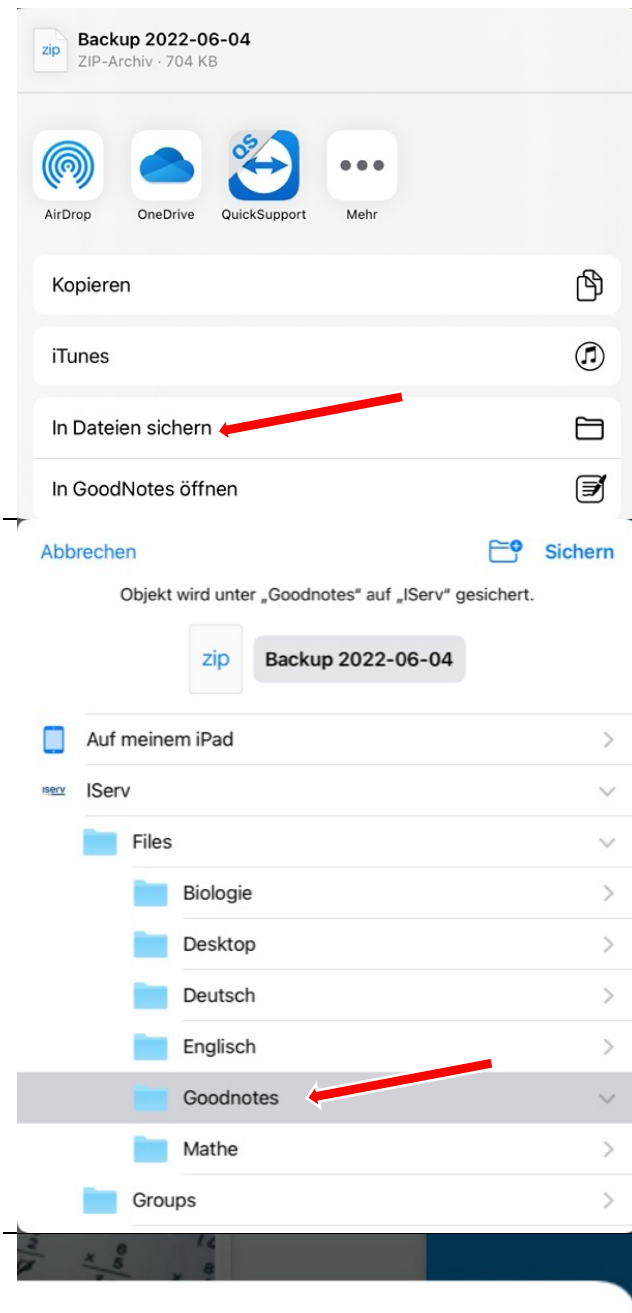 zip
Backup 2022-06-04
ZIP-Archiv · 704 KB
QS
AirDrop
OneDrive
QuickSupport
Mehr
Kopieren
iTunes
In Dateien sichern
In GoodNotes öffnen
Abbrechen
Sichern
Objekt wird unter „Goodnotes“ auf „IServ“ gesichert.
zip
Backup 2022-06-04
Auf meinem iPad
IServ
IServ
Files
Biologie
Desktop
Deutsch
Englisch
Goodnotes
Mathe
Groups